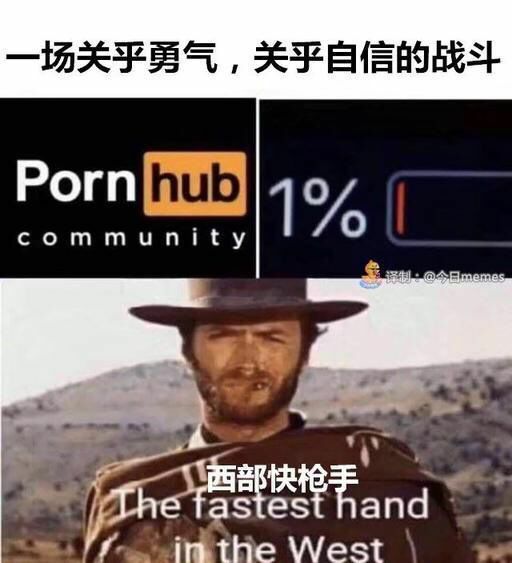 一场关乎勇气，关乎自信的战斗
Porn hub
community
1%
译制：@今日memes
西部快枪手
The fastest hand
in the West